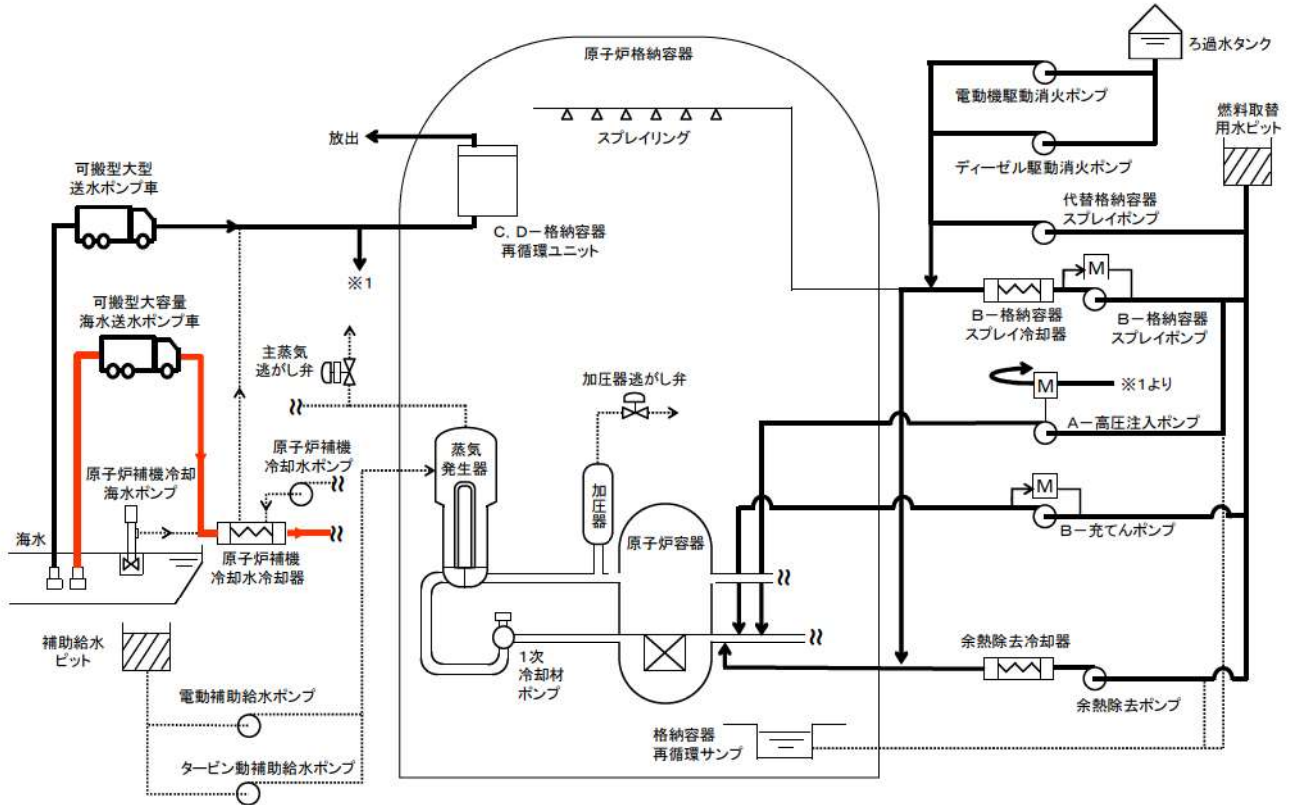 原子炉格納容器
ろ過水タンク
電動機駆動消火ポンプ
燃料取替
用水ピット
スプレイリング
放出
ディーゼル駆動消火ポンプ
可搬型大型
送水ポンプ車
代替格納容器
スプレイポンプ
C, D-格納容器
再循環ユニット
※1
M
B-格納容器
スプレイ冷却器
B-格納容器
スプレイポンプ
可搬型大容量
海水送水ポンプ車
主蒸気
逃がし弁
加圧器逃がし弁
M
※1より
A-高圧注入ポンプ
蒸気
発生器
原子炉補機
冷却水ポンプ
原子炉補機冷却
海水ポンプ
加圧器
M
B-充てんポンプ
海水
原子炉容器
原子炉補機
冷却水冷却器
補助給水
ピット
1次
冷却材
ポンプ
余熱除去冷却器
余熱除去ポンプ
電動補助給水ポンプ
格納容器
再循環サンプ
タービン動補助給水ポンプ